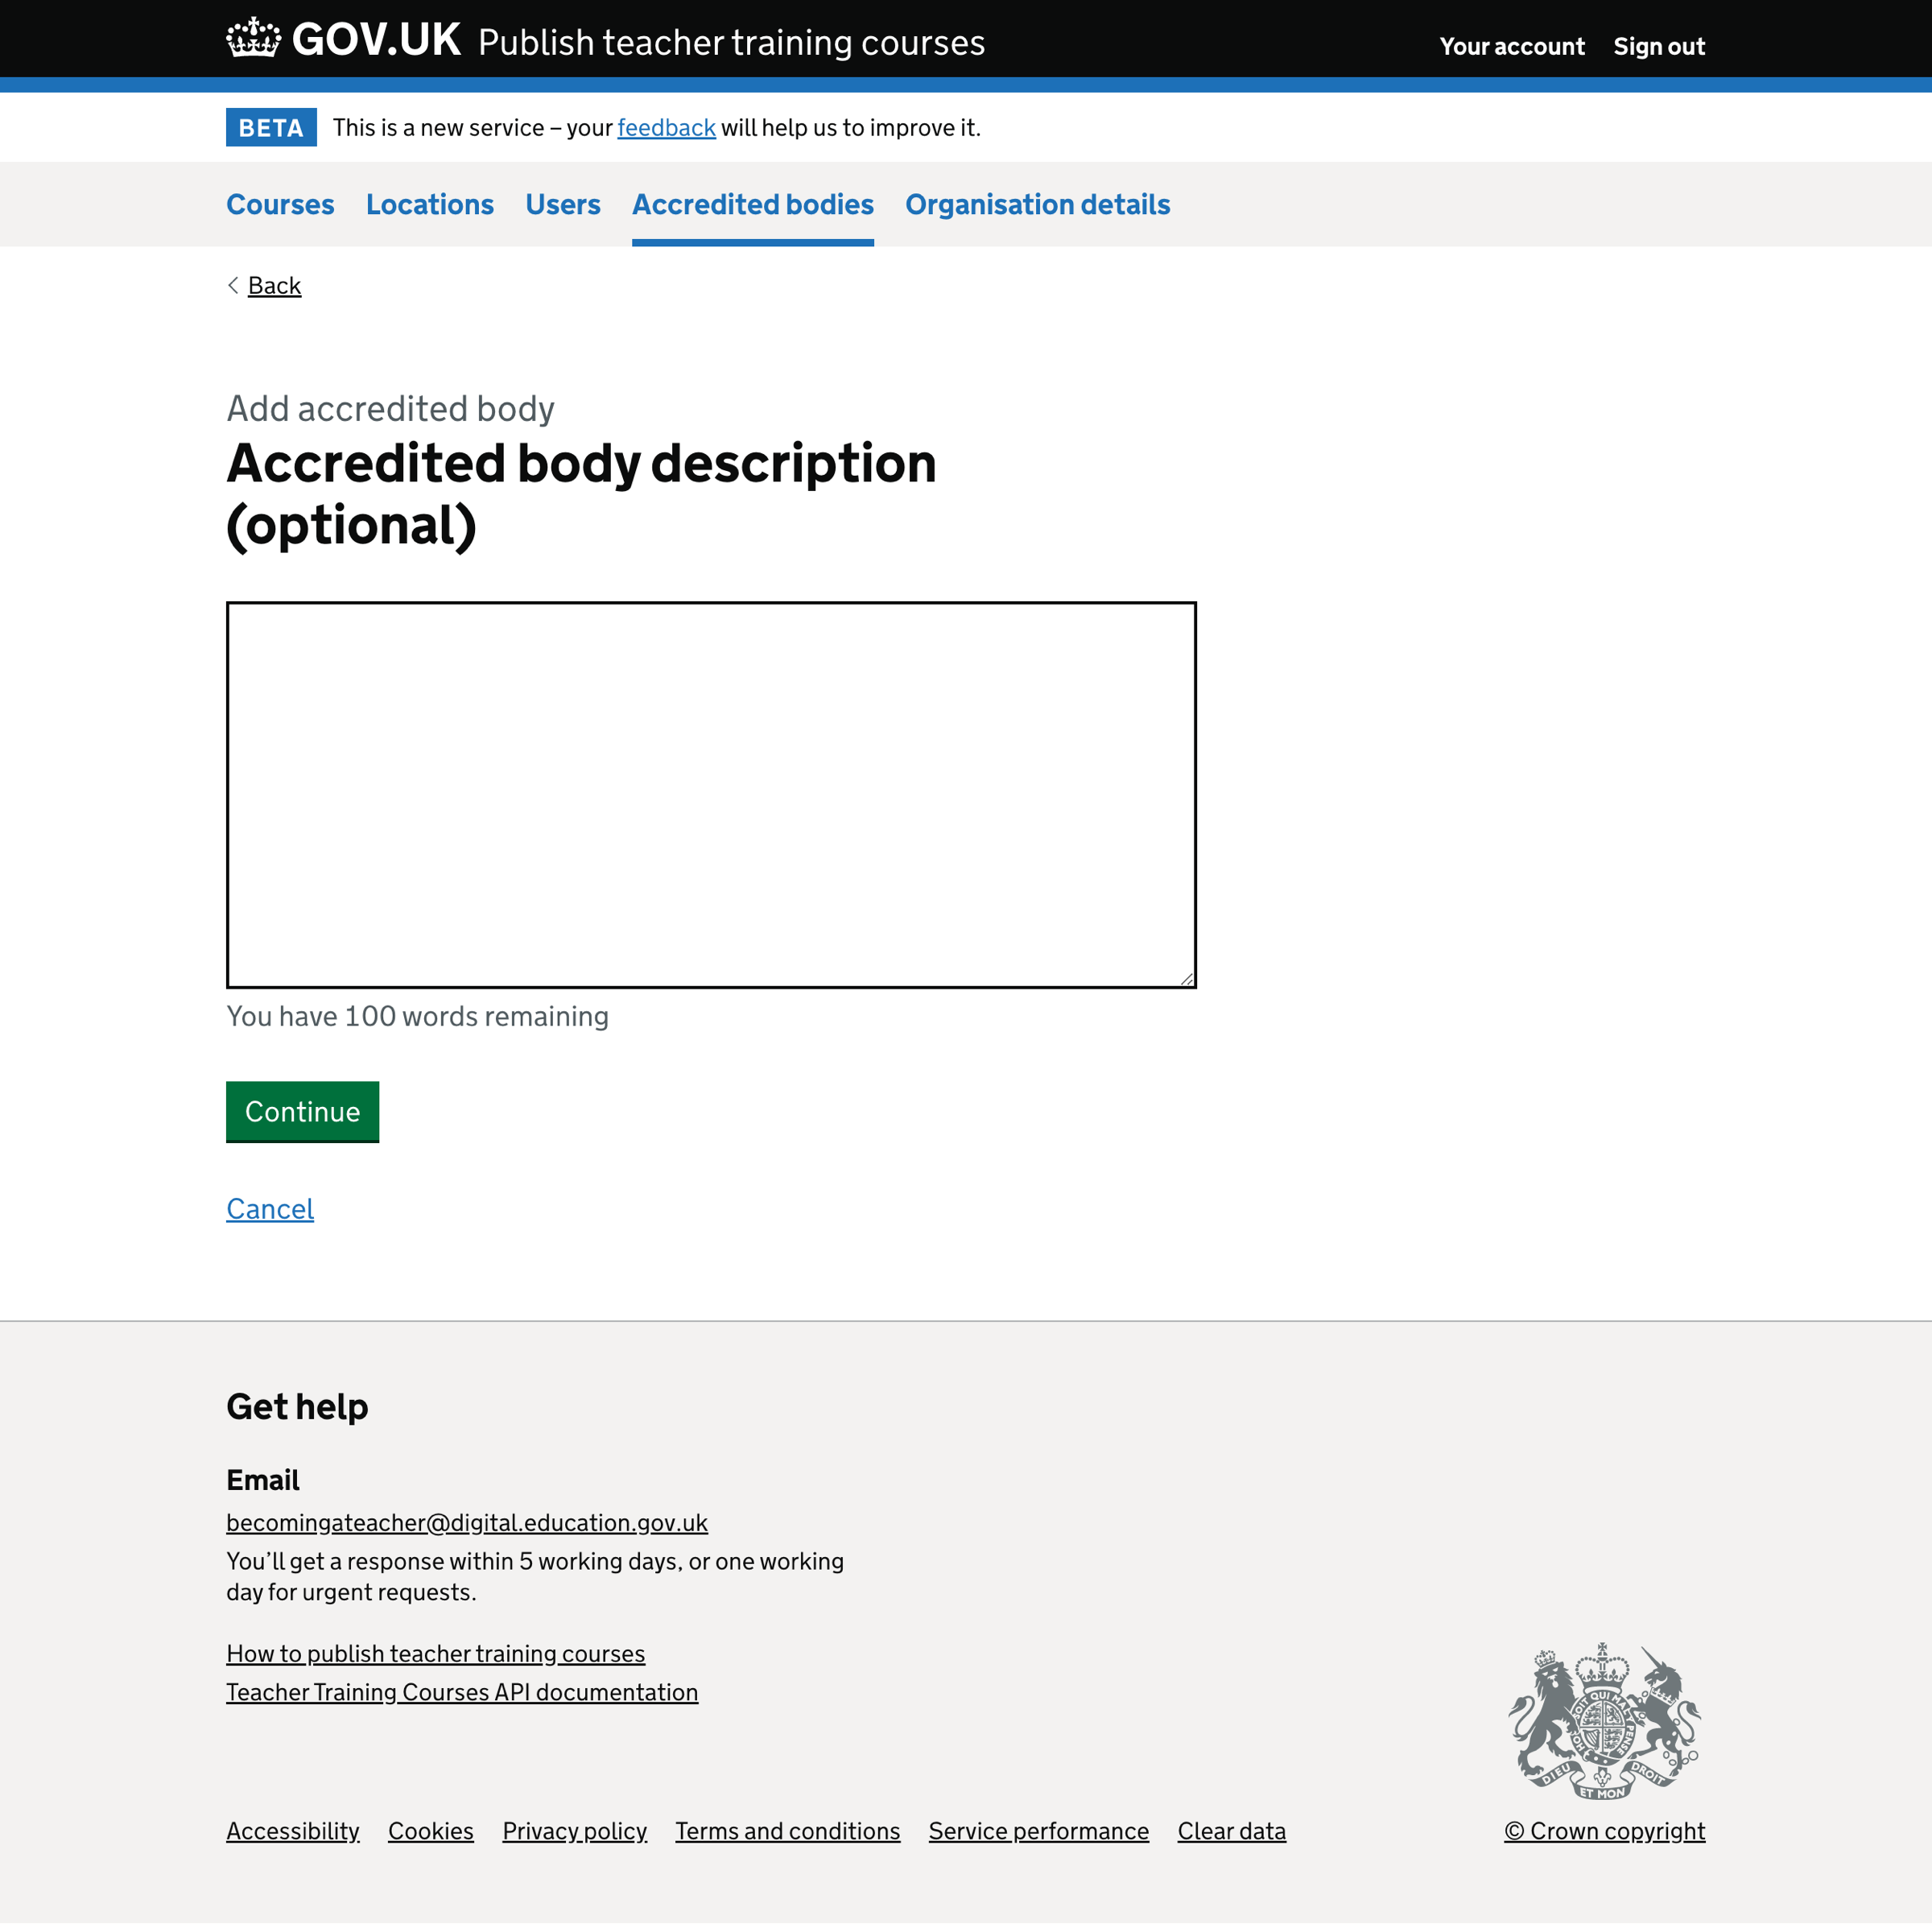 GOV.UK Publish teacher training courses Your account Sign out
BETA This is a new service – your feedback will help us to improve it.
Courses Locations Users Accredited bodies Organisation details
Back
Add accredited body
Accredited body description
(optional)
You have 100 words remaining
Continue
Cancel
Get help
Email
becomingateacher@digital.education.gov.uk
You’ll get a response within 5 working days, or one working
day for urgent requests.
How to publish teacher training courses
Teacher Training Courses API documentation
DIEU ET MON DROIT
Accessibility Cookies Privacy policy Terms and conditions Service performance Clear data © Crown copyright